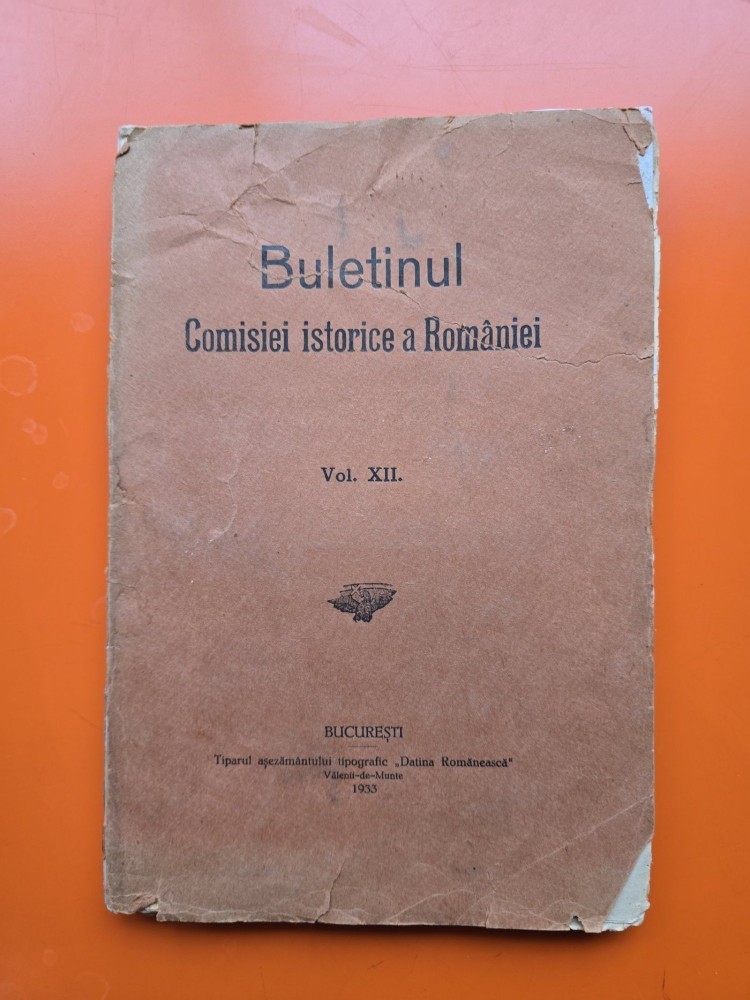 Buletinul
Comisiei istorice a României
Vol. XII.
BUCUREȘTI
Tiparul așezământului tipografic „Datina Românească"
Vălenii-de-Munte
1933